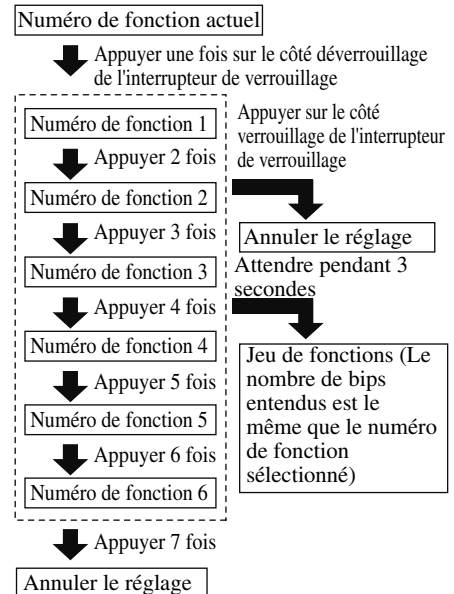 Numéro de fonction actuel
Appuyer une fois sur le côté déverrouillage
de l'interrupteur de verrouillage
Numéro de fonction 1
Appuyer 2 fois
Numéro de fonction 2
Appuyer 3 fois
Numéro de fonction 3
Appuyer 4 fois
Numéro de fonction 4
Appuyer 5 fois
Numéro de fonction 5
Appuyer 6 fois
Numéro de fonction 6
Appuyer 7 fois
Annuler le réglage
Appuyer sur le côté
verrouillage de l'interrupteur
de verrouillage
Annuler le réglage
Attendre pendant 3
secondes
Jeu de fonctions (Le
nombre de bips
entendus est le
même que le numéro
de fonction
sélectionné)